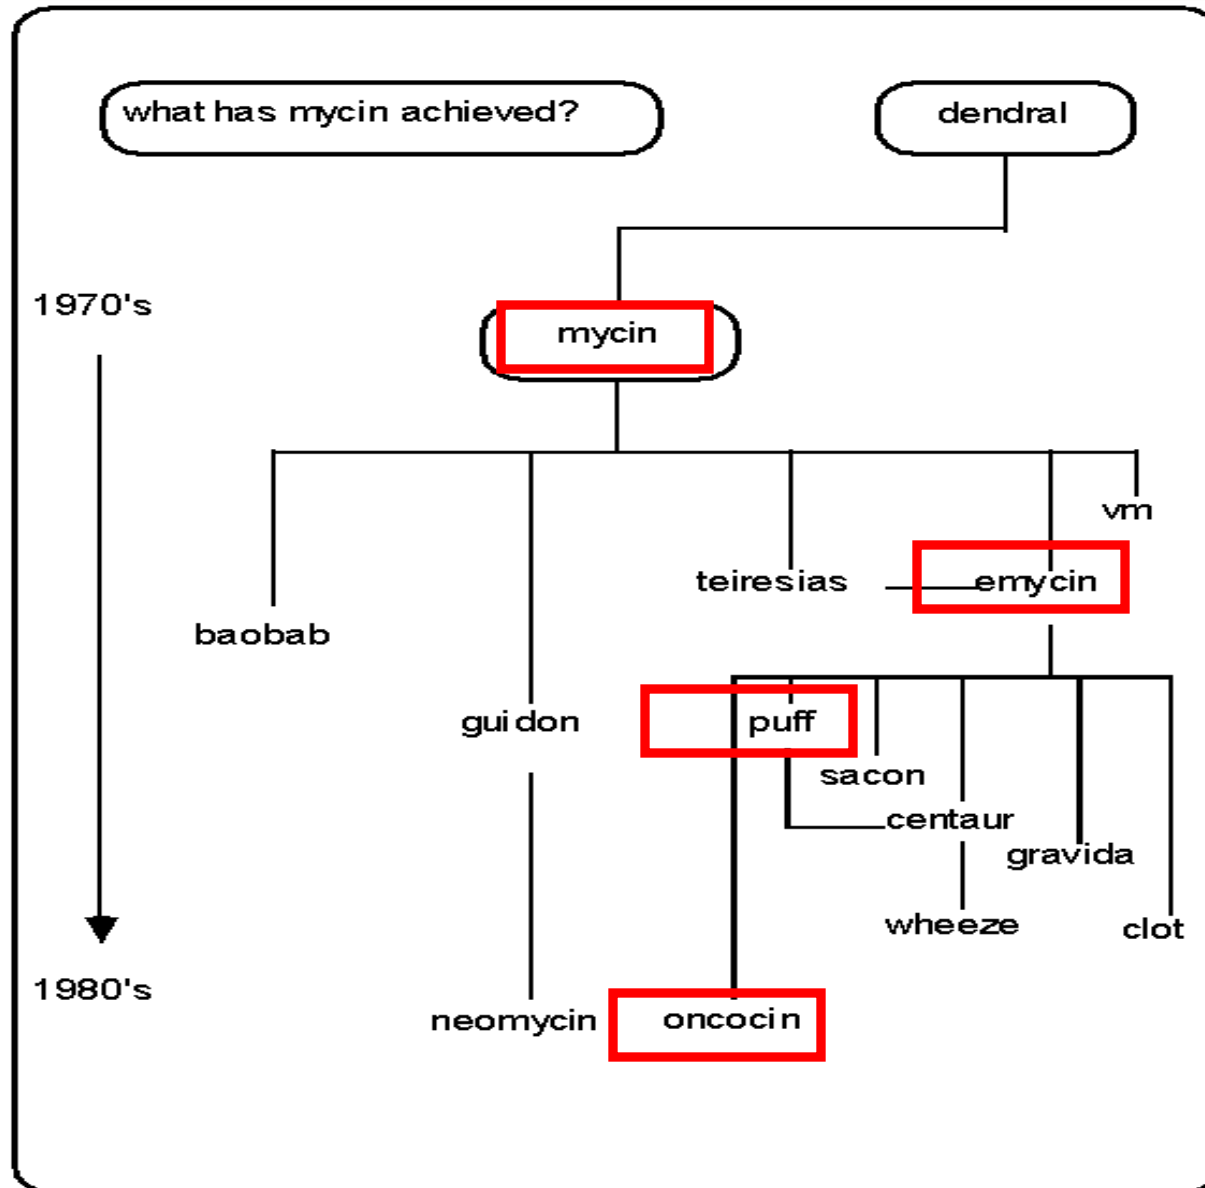 what has mycin achieved?
dendral
1970's
mycin
vm
teiresias
emycin
baobab
guidon
puff
sacon
centaur
gravida
wheeze
clot
1980's
neomycin
oncocin